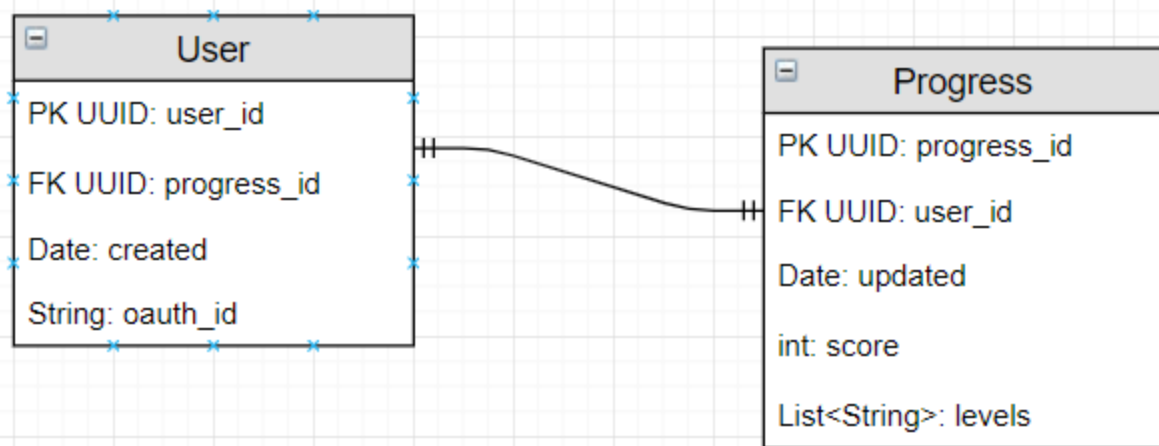 User
PK UUID: user_id
FK UUID: progress_id
Date: created
String: oauth_id
Progress
PK UUID: progress_id
FK UUID: user_id
Date: updated
int: score
List<String>: levels